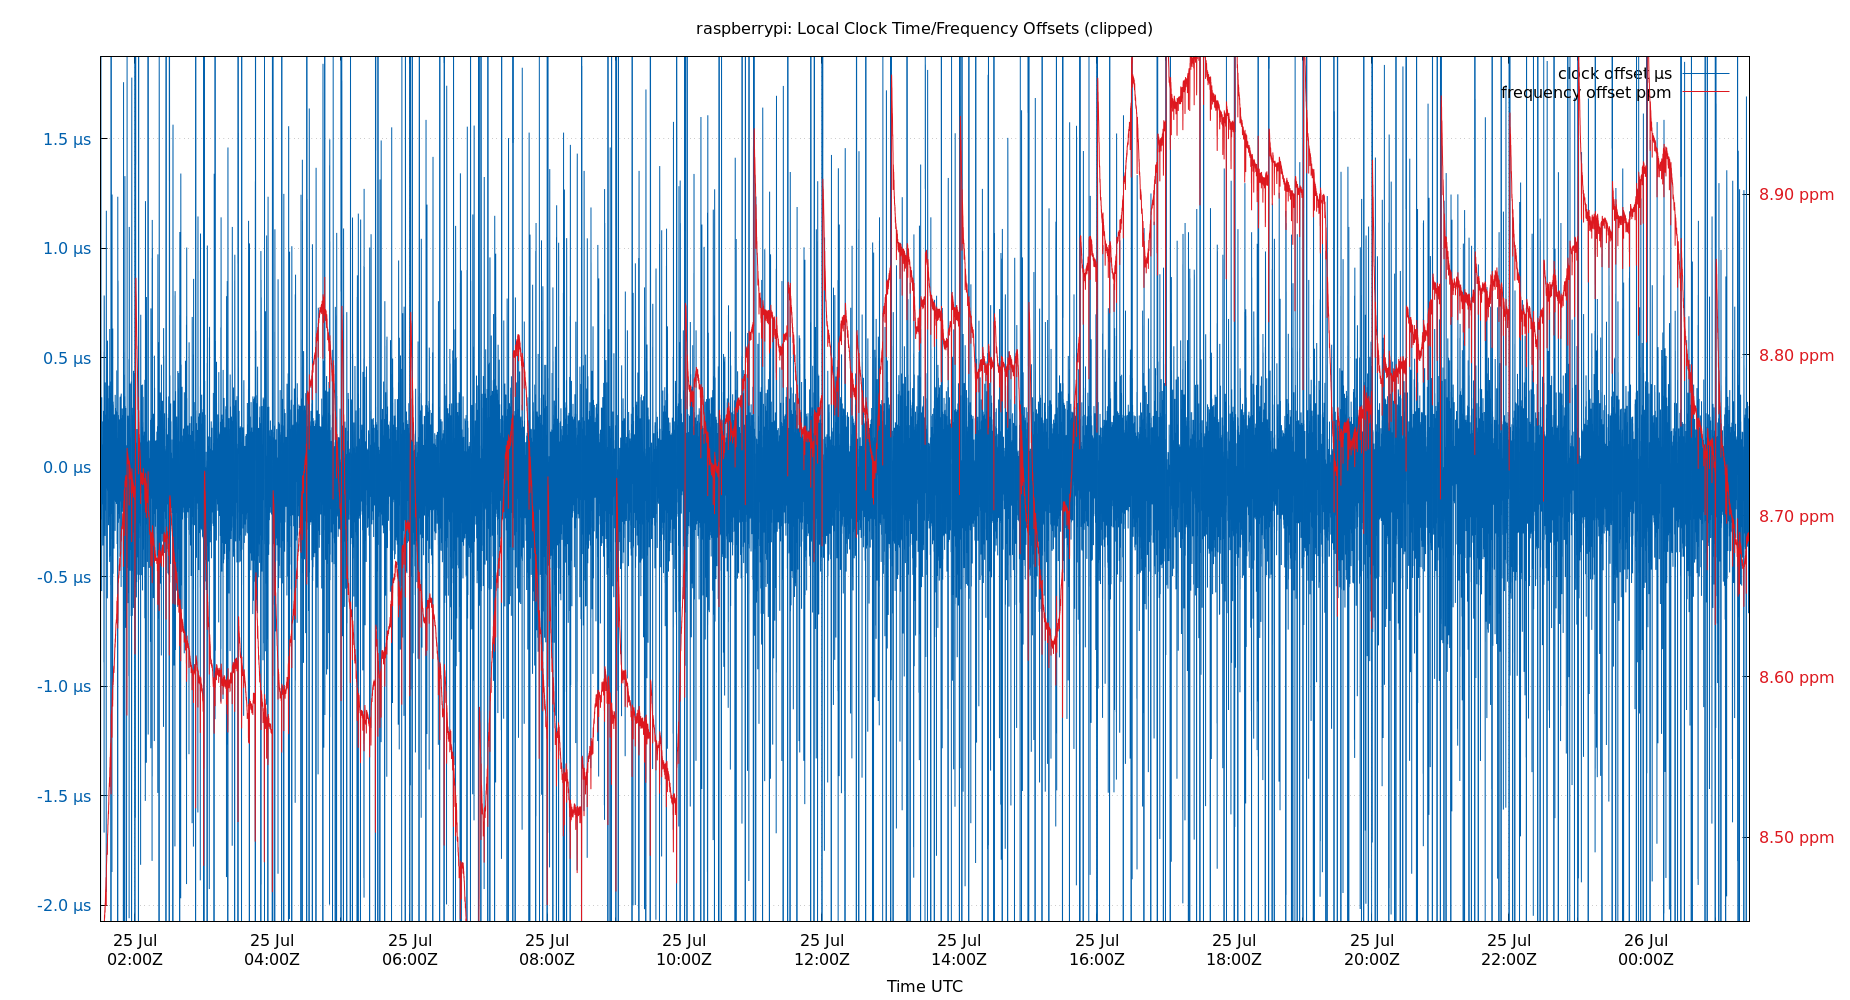 raspberrypi: Local Clock Time/Frequency Offsets (clipped)
clock offset µs
frequency offset ppm
1.5 µs
1.0 µs
0.5 µs
0.0 µs
-0.5 µs
-1.0 µs
-1.5 µs
-2.0 µs
8.90 ppm
8.80 ppm
8.70 ppm
8.60 ppm
8.50 ppm
25 Jul 25 Jul 25 Jul 25 Jul 25 Jul 25 Jul 25 Jul 25 Jul 25 Jul 25 Jul 25 Jul 26 Jul
02:00Z 04:00Z 06:00Z 08:00Z 10:00Z 12:00Z 14:00Z 16:00Z 18:00Z 20:00Z 22:00Z 00:00Z
Time UTC